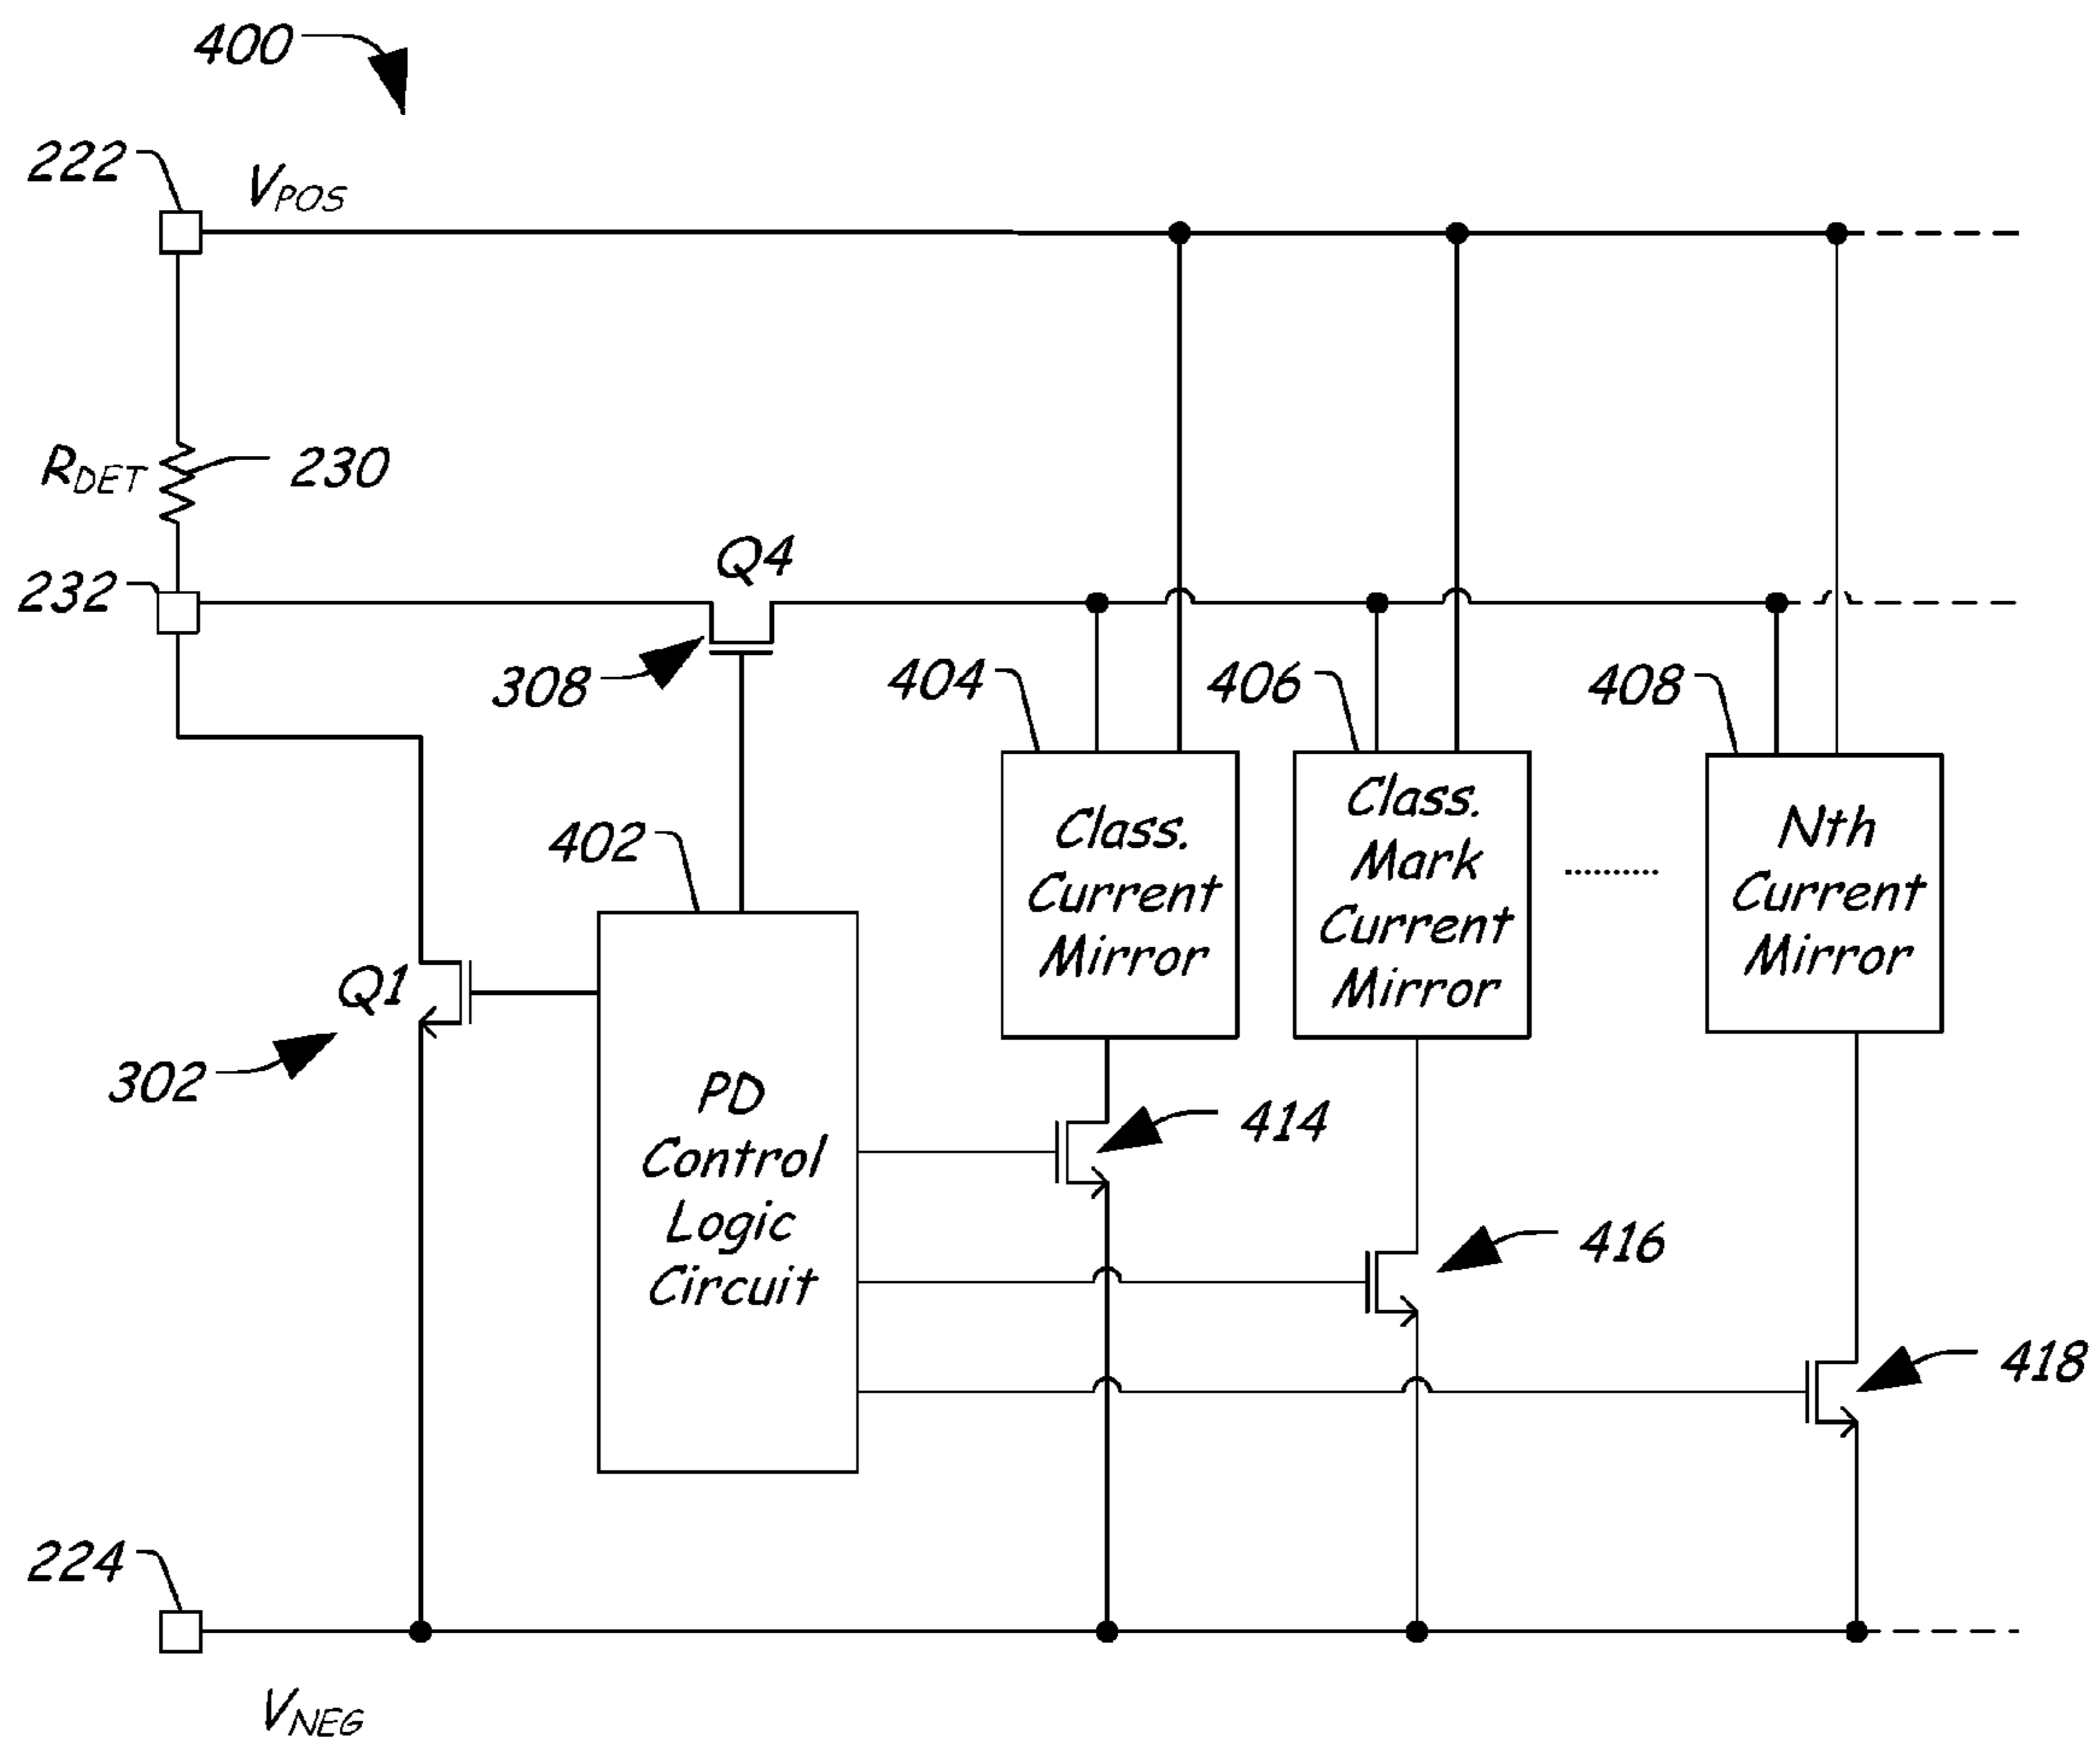 400
222
VPOS
RDET
230
232
Q4
308
404
406
408
Class.
Current
Mirror
Class.
Mark
Current
Mirror
..........
Nth
Current
Mirror
402
Q1
302
PD
Control
Logic
Circuit
414
416
418
224
VNEG